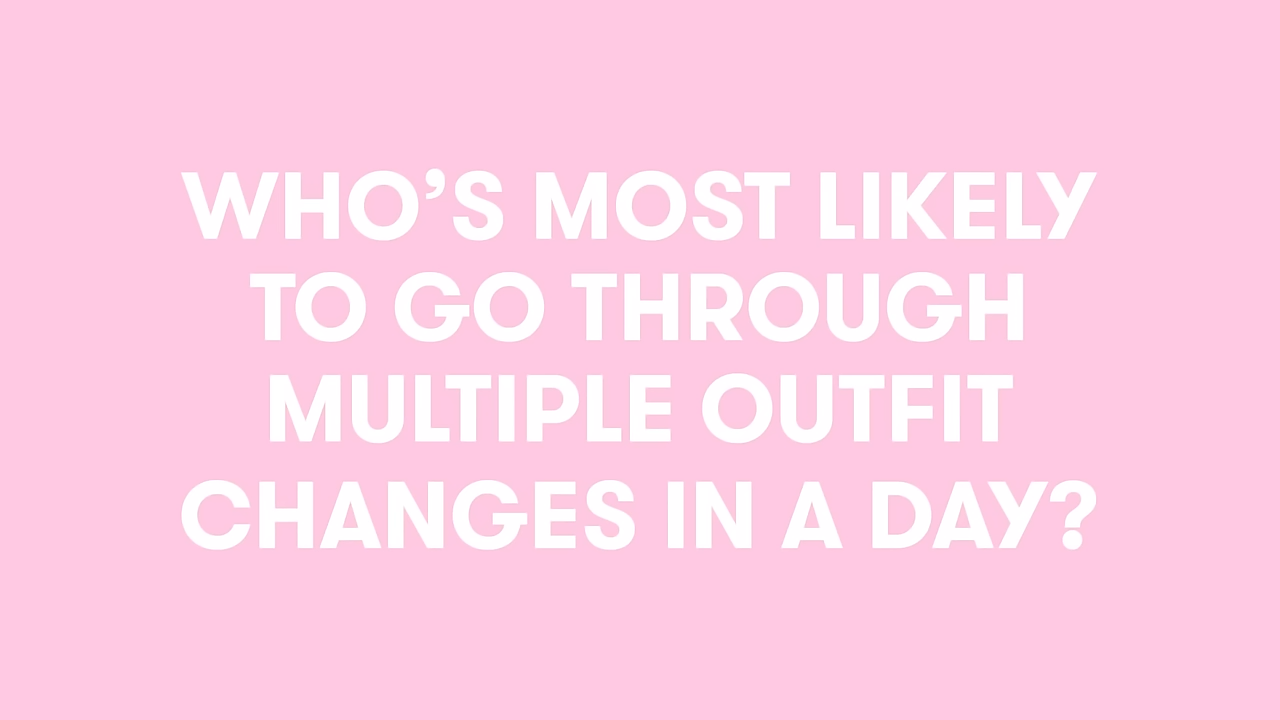 WHO’S MOST LIKELY
TO GO THROUGH
MULTIPLE OUTFIT
CHANGES IN A DAY?